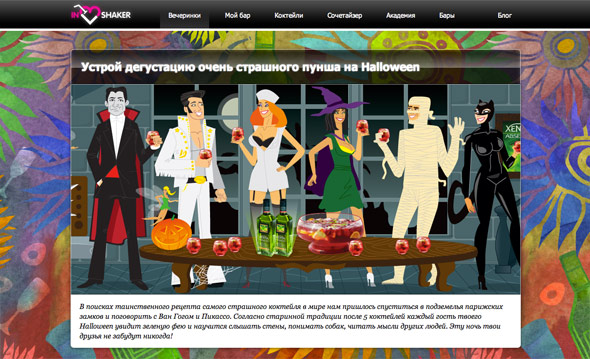 IN SHAKER
Вечеринки Мой бар Коктейли Сочетайзер Академия Бары Блог
Устрой дегустацию очень страшного пунша на Halloween
XEN
ABSE
В поисках таинственного рецепта самого страшного коктейля в мире нам пришлось спуститься в подземелья парижских
замков и поговорить с Ван Гогом и Пикассо. Согласно старинной традиции после 5 коктейлей каждый гость твоего
Halloween увидит зеленую фею и научится слышать стены, понимать собак, читать мысли других людей. Эту ночь твои
друзья не забудут никогда!